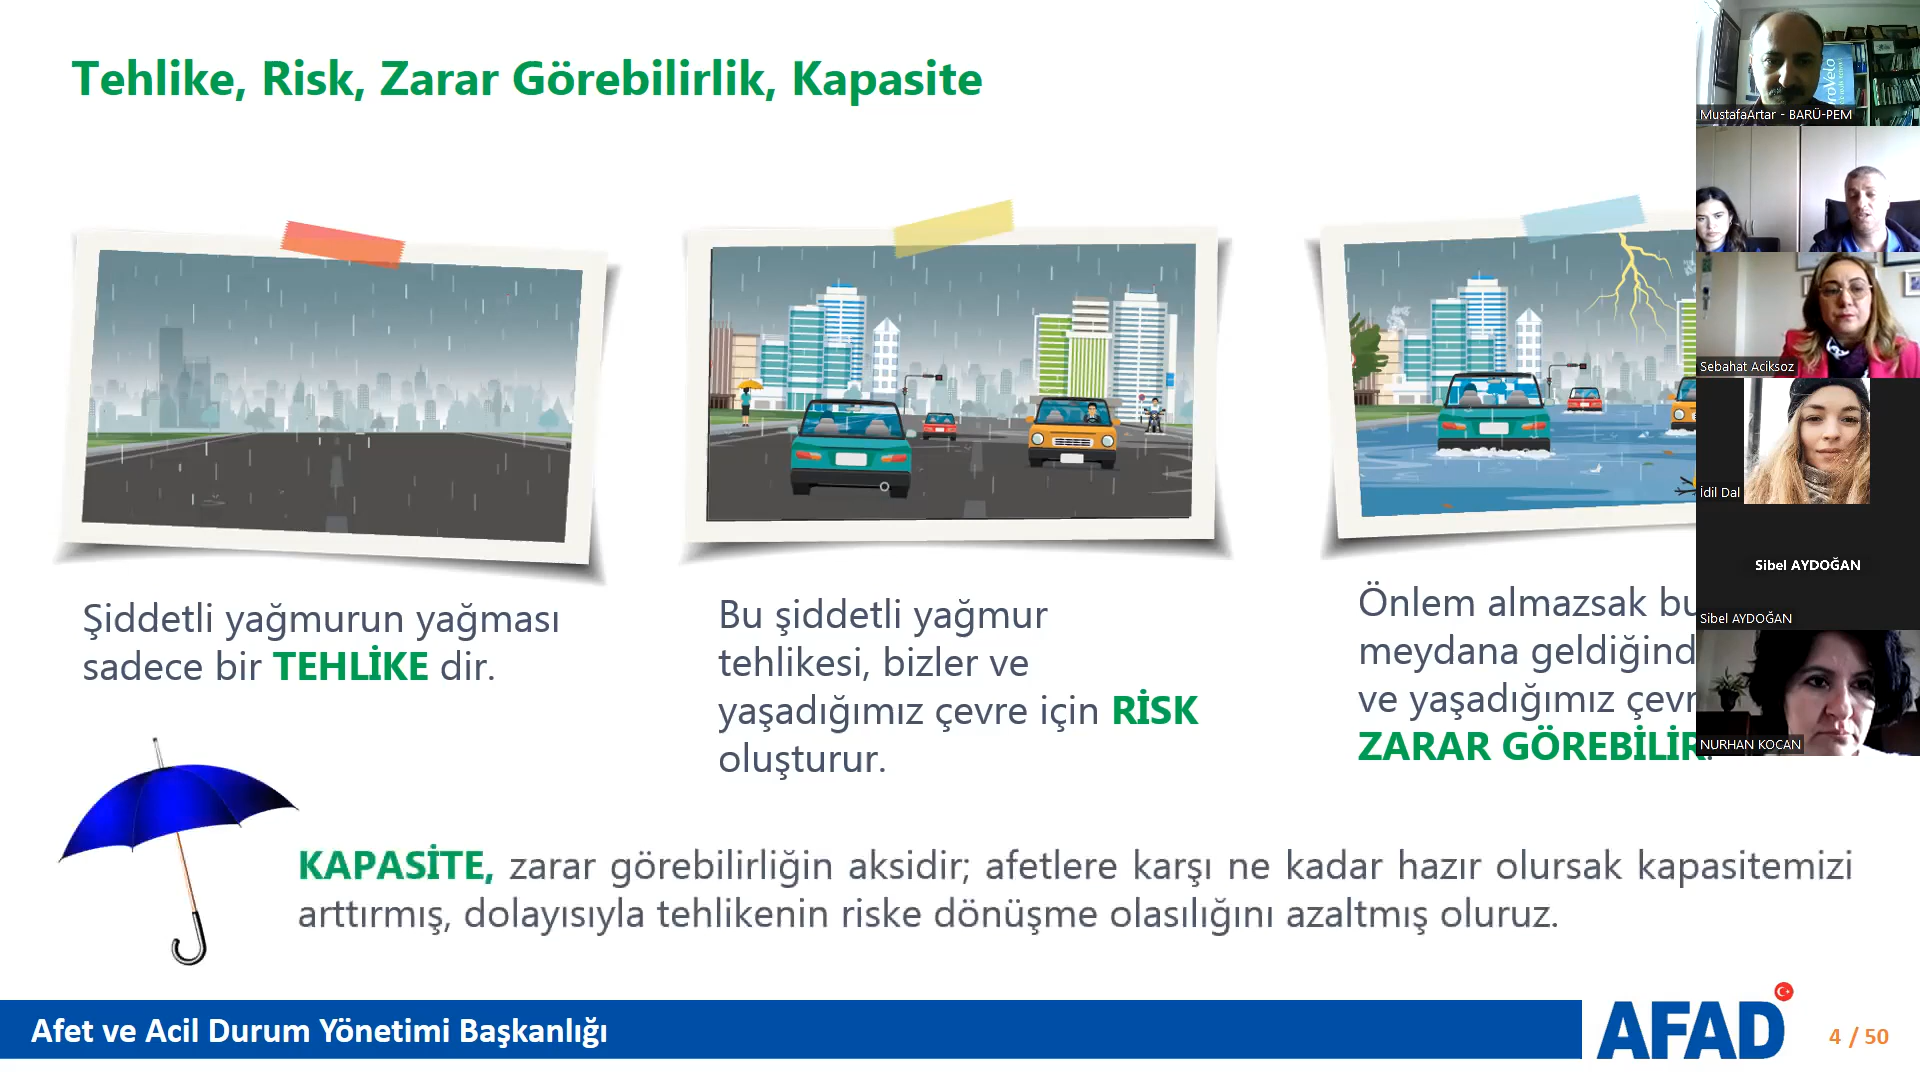 Tehlike, Risk, Zarar Görebilirlik, Kapasite
Şiddetli yağmurun yağması
sadece bir TEHLİKE dir.
Bu şiddetli yağmur
tehlikesi, bizler ve
yaşadığımız çevre için RİSK
oluşturur.
Önlem almazsak bu
meydana geldiğind
ve yaşadığımız çevr
ZARAR GÖREBİLİR.
KAPASİTE, zarar görebilirliğin aksidir; afetlere karşı ne kadar hazır olursak kapasitemizi
arttırmış, dolayısıyla tehlikenin riske dönüşme olasılığını azaltmış oluruz.
Afet ve Acil Durum Yönetimi Başkanlığı
AFAD
4 / 50
MustafaArtar - BARÜ-PEM
Sebahat Aciksoz
İdil Dal
Sibel AYDOĞAN
Sibel AYDOĞAN
NURHAN KOCAN